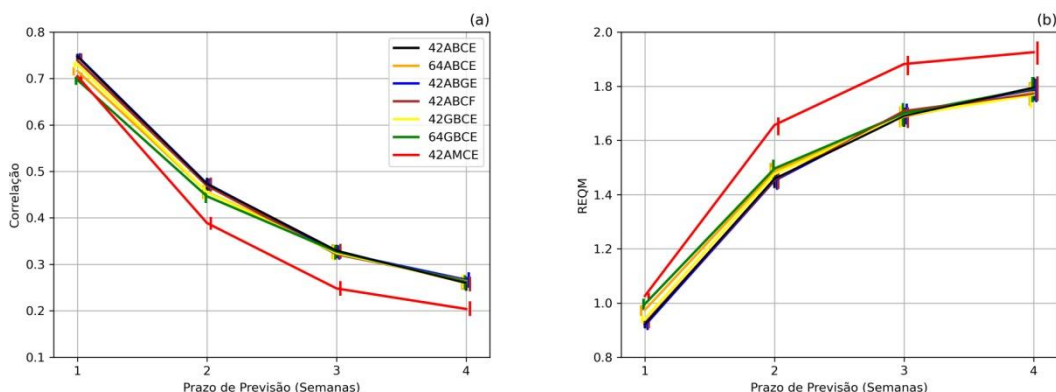 (a)
0.8
0.7
0.6
0.5
0.4
0.3
0.2
0.1
Correlação
42ABCE
64ABCE
42ABGE
42ABCF
42GBCE
64GBCE
42AMCE
1 2 3 4
Prazo de Previsão (Semanas)
(b)
2.0
1.8
1.6
1.4
1.2
1.0
0.8
REQM
1 2 3 4
Prazo de Previsão (Semanas)